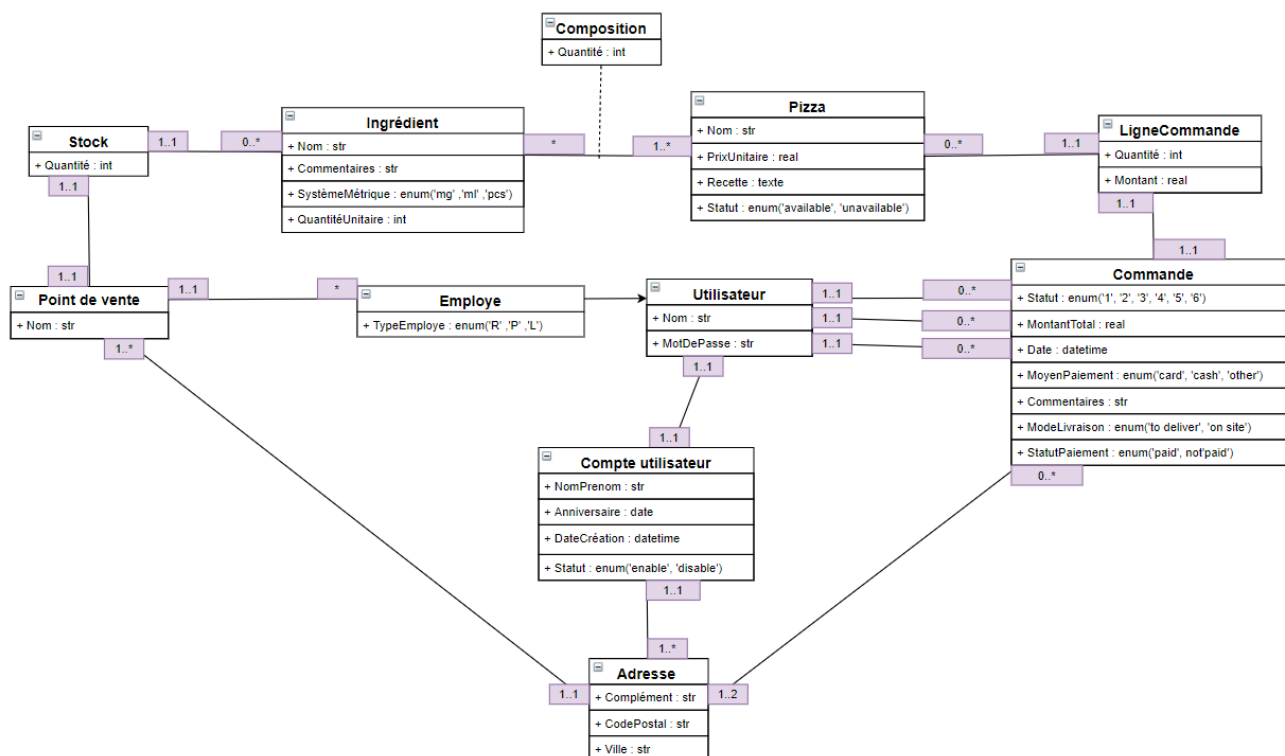 Composition
+ Quantité : int
Stock
+ Quantité : int
1..1
0..*
Ingrédient
+ Nom : str
+ Commentaires : str
+ SystèmeMétrique : enum('mg' ,'ml' ,'pcs')
+ QuantitéUnitaire : int
*
1..*
Pizza
+ Nom : str
+ PrixUnitaire : real
+ Recette : texte
+ Statut : enum('available', 'unavailable')
0..*
1..1
LigneCommande
+ Quantité : int
+ Montant : real
1..1
1..1
1..1
1..1
Point de vente
+ Nom : str
1..1
*
1..*
Employe
+ TypeEmploye : enum('R' ,'P' ,'L')
Utilisateur
+ Nom : str
+ MotDePasse : str
1..1
0..*
1..1
0..*
1..1
0..*
1..1
Commande
+ Statut : enum('1', '2', '3', '4', '5', '6')
+ MontantTotal : real
+ Date : datetime
+ MoyenPaiement : enum('card', 'cash', 'other')
+ Commentaires : str
+ ModeLivraison : enum('to deliver', 'on site')
+ StatutPaiement : enum('paid, not'paid')
0..*
1..1
Compte utilisateur
+ NomPrenom : str
+ Anniversaire : date
+ DateCréation : datetime
+ Statut : enum('enable', 'disable')
1..1
1..*
Adresse
1..1
+ Complément : str
1..2
+ CodePostal : str
+ Ville : str